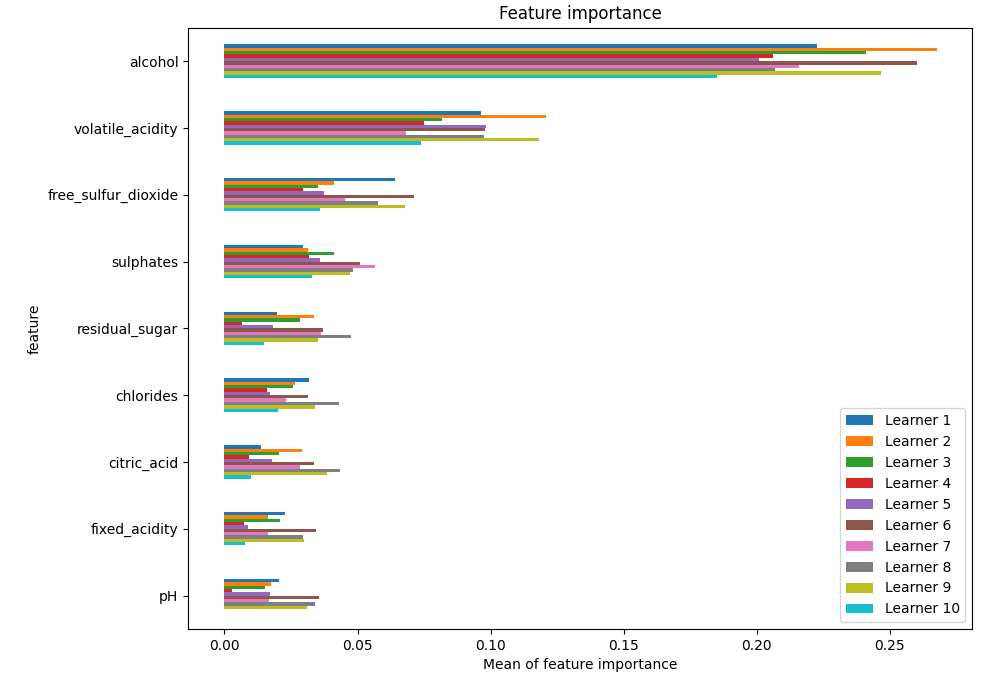 Feature importance
alcohol
volatile_acidity
free_sulfur_dioxide
sulphates
residual_sugar
chlorides
citric_acid
fixed_acidity
pH
feature
0.00 0.05 0.10 0.15 0.20 0.25
Mean of feature importance
Learner 1
Learner 2
Learner 3
Learner 4
Learner 5
Learner 6
Learner 7
Learner 8
Learner 9
Learner 10